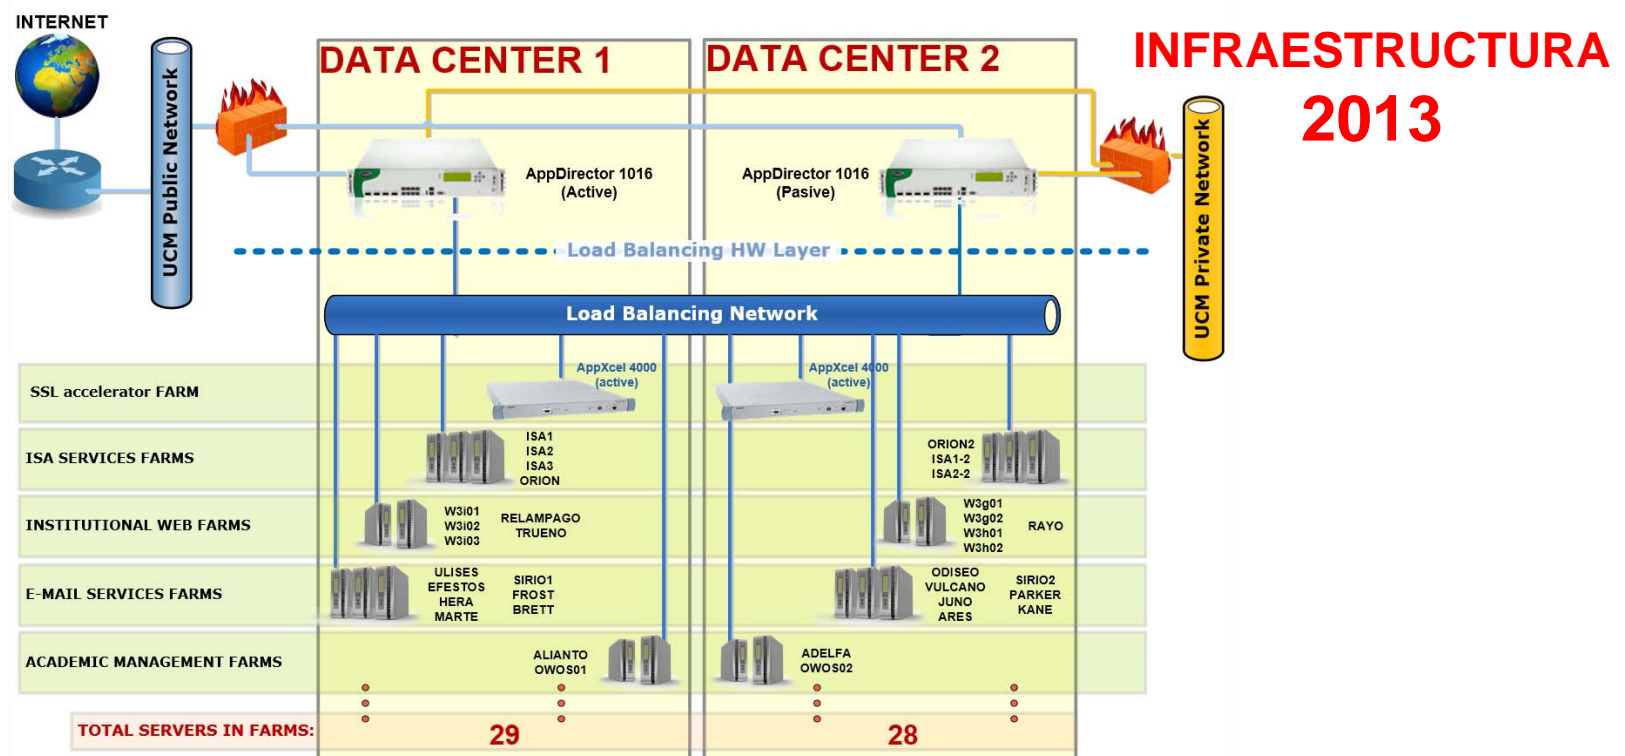 INTERNET
DATA CENTER 1
DATA CENTER 2
INFRAESTRUCTURA
2013
UCM Public Network
AppDirector 1016
(Active)
AppDirector 1016
(Pasive)
UCM Private Network
Load Balancing HW Layer
Load Balancing Network
SSL accelerator FARM
AppXcel 4000
(active)
AppXcel 4000
(active)
ISA SERVICES FARMS
ISA1
ISA2
ISA3
ORION
ORION2
ISA1-2
ISA2-2
INSTITUTIONAL WEB FARMS
W3i01
W3i02
W3i03
RELAMPAGO
TRUENO
W3g01
W3g02
W3h01
W3h02
RAYO
E-MAIL SERVICES FARMS
ULISES
EFESTOS
HERA
MARTE
SIRIO1
FROST
BRETT
ODISEO
VULCANO
JUNO
ARES
SIRIO2
PARKER
KANE
ACADEMIC MANAGEMENT FARMS
ALIANTO
OWOS01
ADELFA
OWOS02
TOTAL SERVERS IN FARMS:
29
28